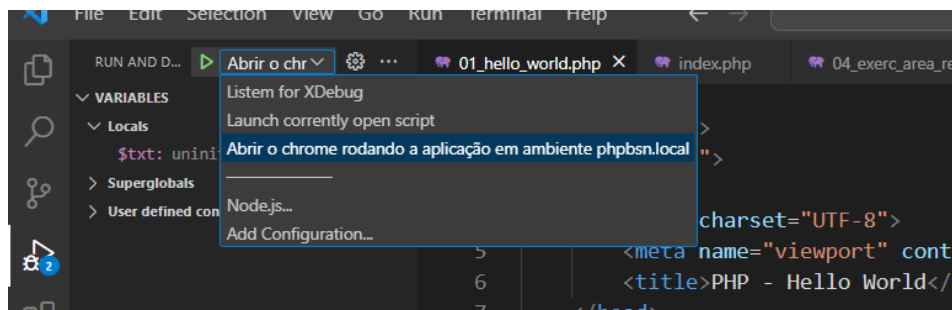 File Edit Selection View Go Run Terminal Help
RUN AND D... Abrir o chr ... 01_hello_world.php index.php 04_exerc_area_re
VARIABLES
Listem for XDebug
Locals
Launch corrently open script
$txt: unini
Abrir o chrome rodando a aplicação em ambiente phpbsn.local
">
Superglobals
Node.js...
User defined con
charset="UTF-8">
Add Configuration...
5 <meta name="viewport" cont
2
6 <title>PHP - Hello World</
7 </head>